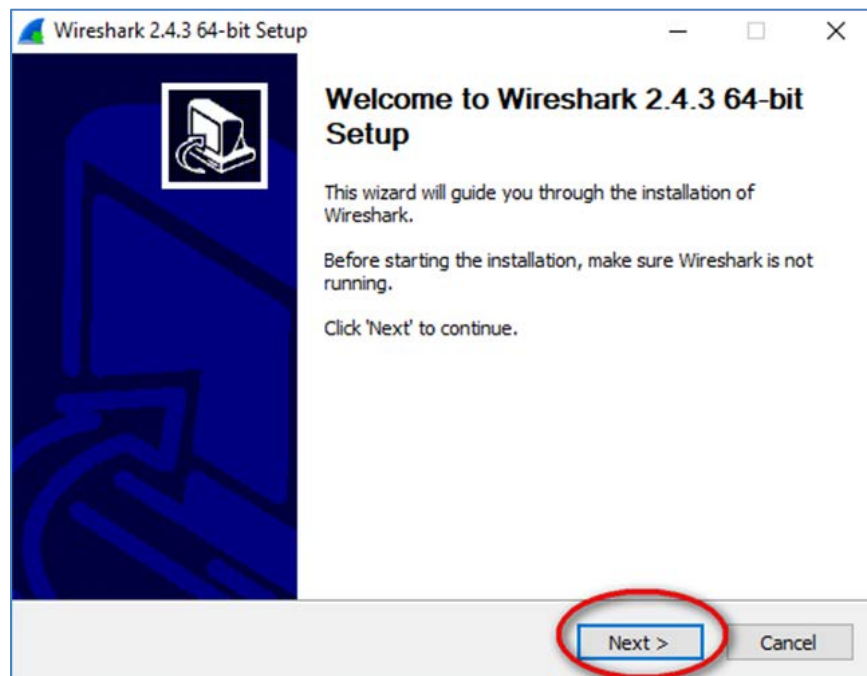 Wireshark 2.4.3 64-bit Setup
Welcome to Wireshark 2.4.3 64-bit
Setup
This wizard will guide you through the installation of
Wireshark.
Before starting the installation, make sure Wireshark is not
running.
Click 'Next' to continue.
Next >
Cancel